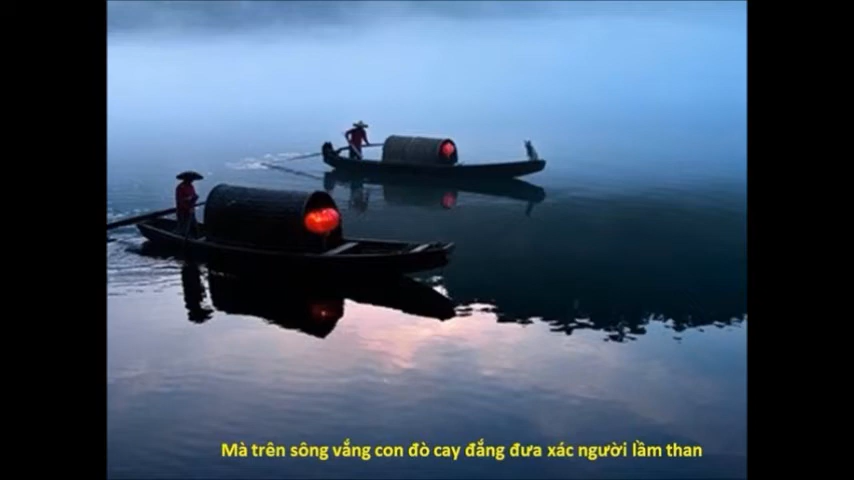 Mà trên sông vắng con đò cay đắng đưa xác người lầm than